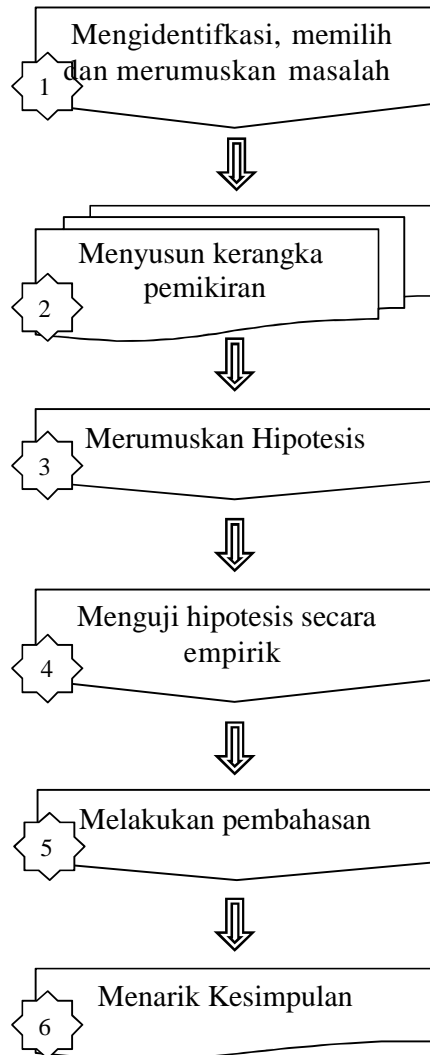 Mengidentifkasi, memilih
dan merumuskan masalah
1
Menyusun kerangka
pemikiran
2
Merumuskan Hipotesis
3
Menguji hipotesis secara
empirik
4
Melakukan pembahasan
5
Menarik Kesimpulan
6